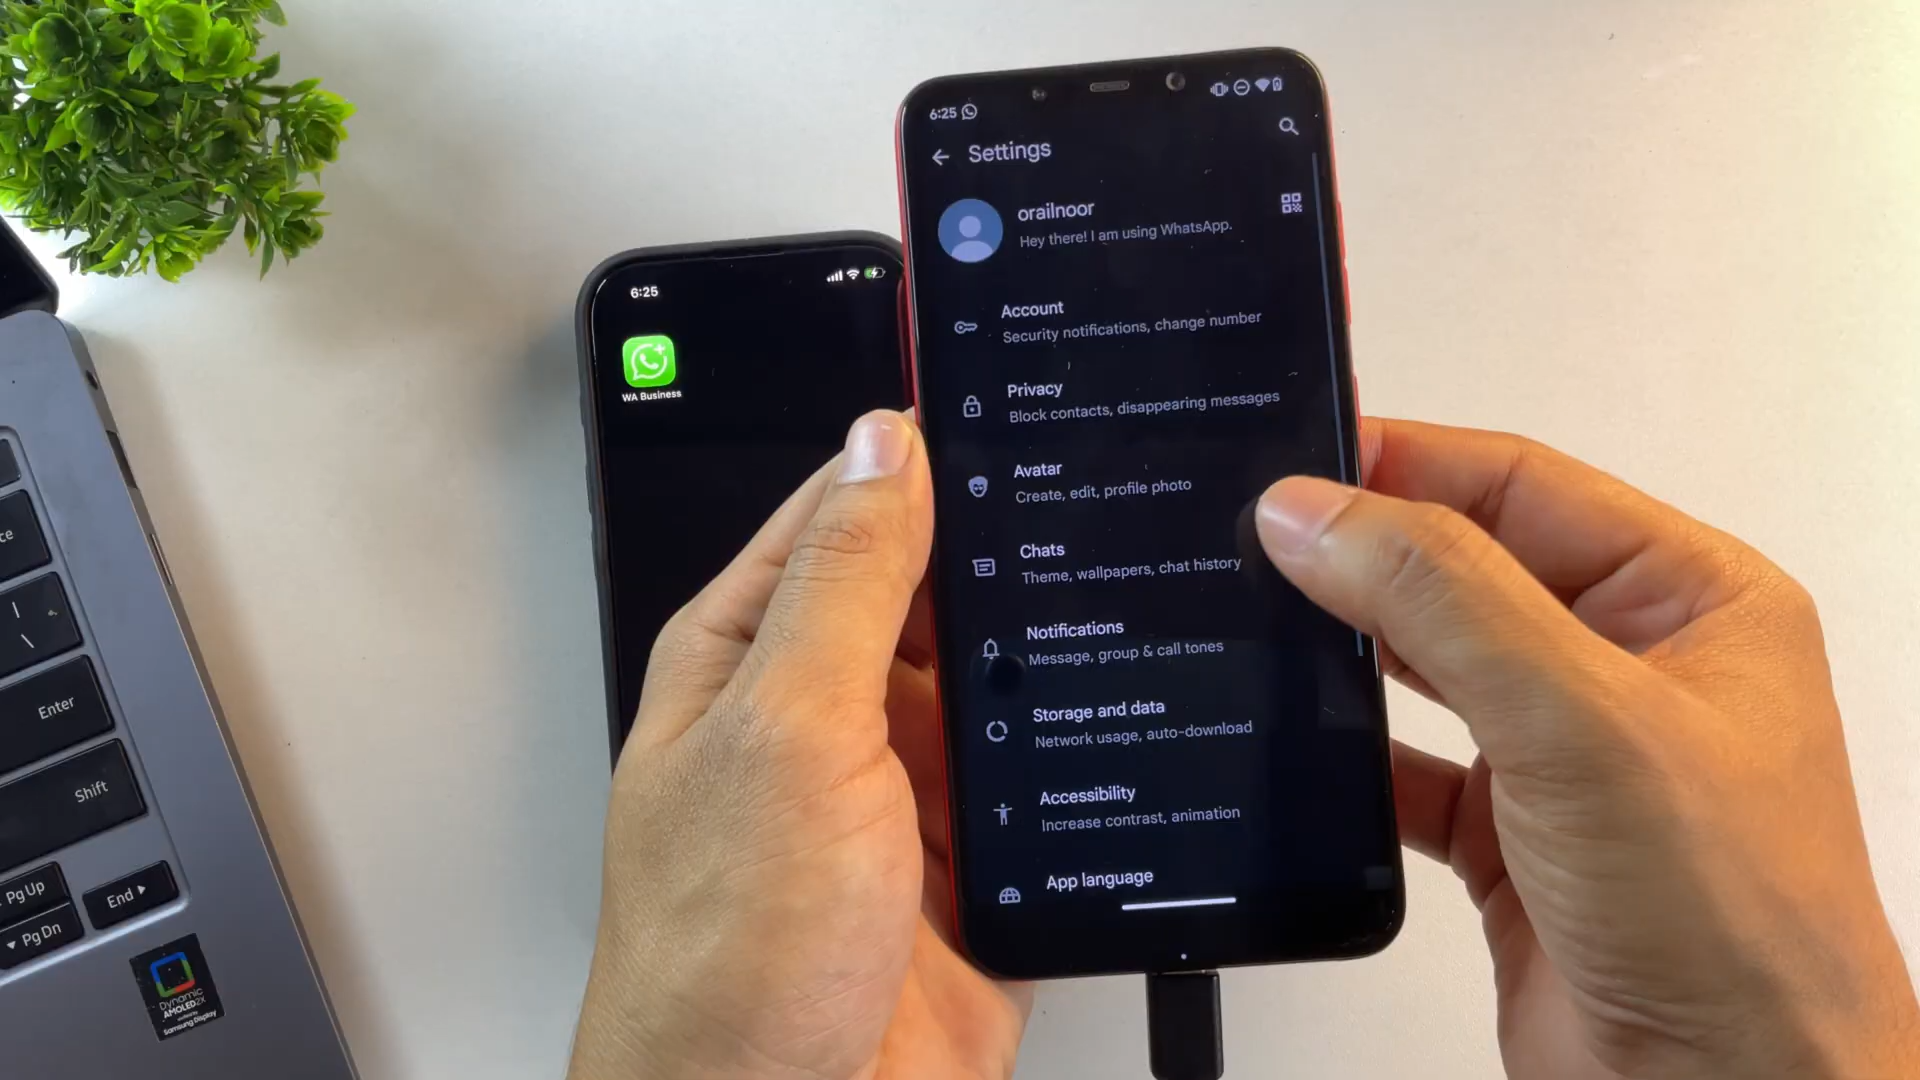 6:25
Settings
orailnoor
Hey there! I am using WhatsApp.
Account
Security notifications, change number
Privacy
Block contacts, disappearing messages
Avatar
Create, edit, profile photo
Chats
Theme, wallpapers, chat history
Notifications
Message, group & call tones
Storage and data
Network usage, auto-download
Accessibility
Increase contrast, animation
App language
6:25
WA Business
ce
|
\
Enter
Shift
Pg Up
End
Pg Dn
Dynamic
AMOLED 2X
Samsung Display